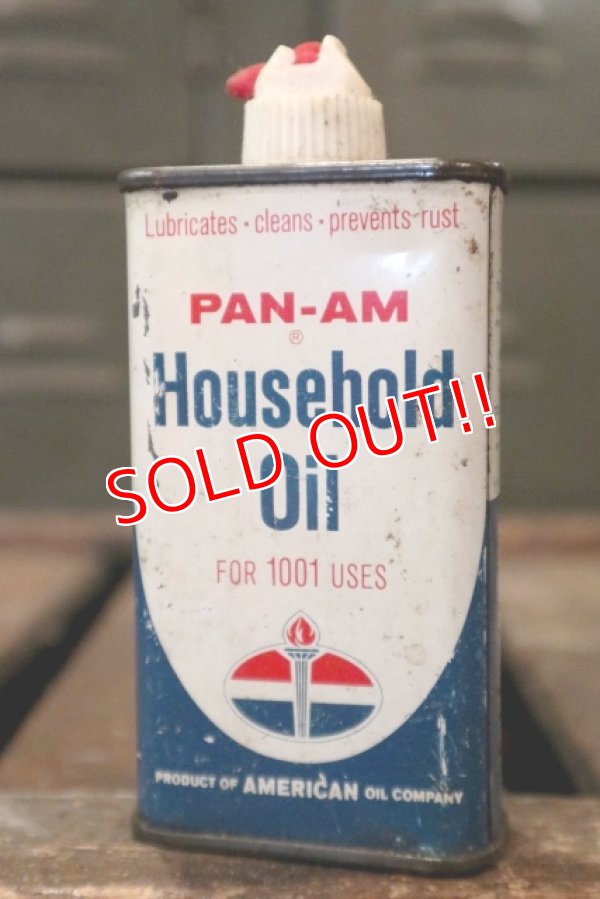 Lubricates · cleans · prevents rust
PAN-AM
®
Household
SOLD OUT!!
Oil
FOR 1001 USES
PRODUCT OF AMERICAN OIL COMPANY